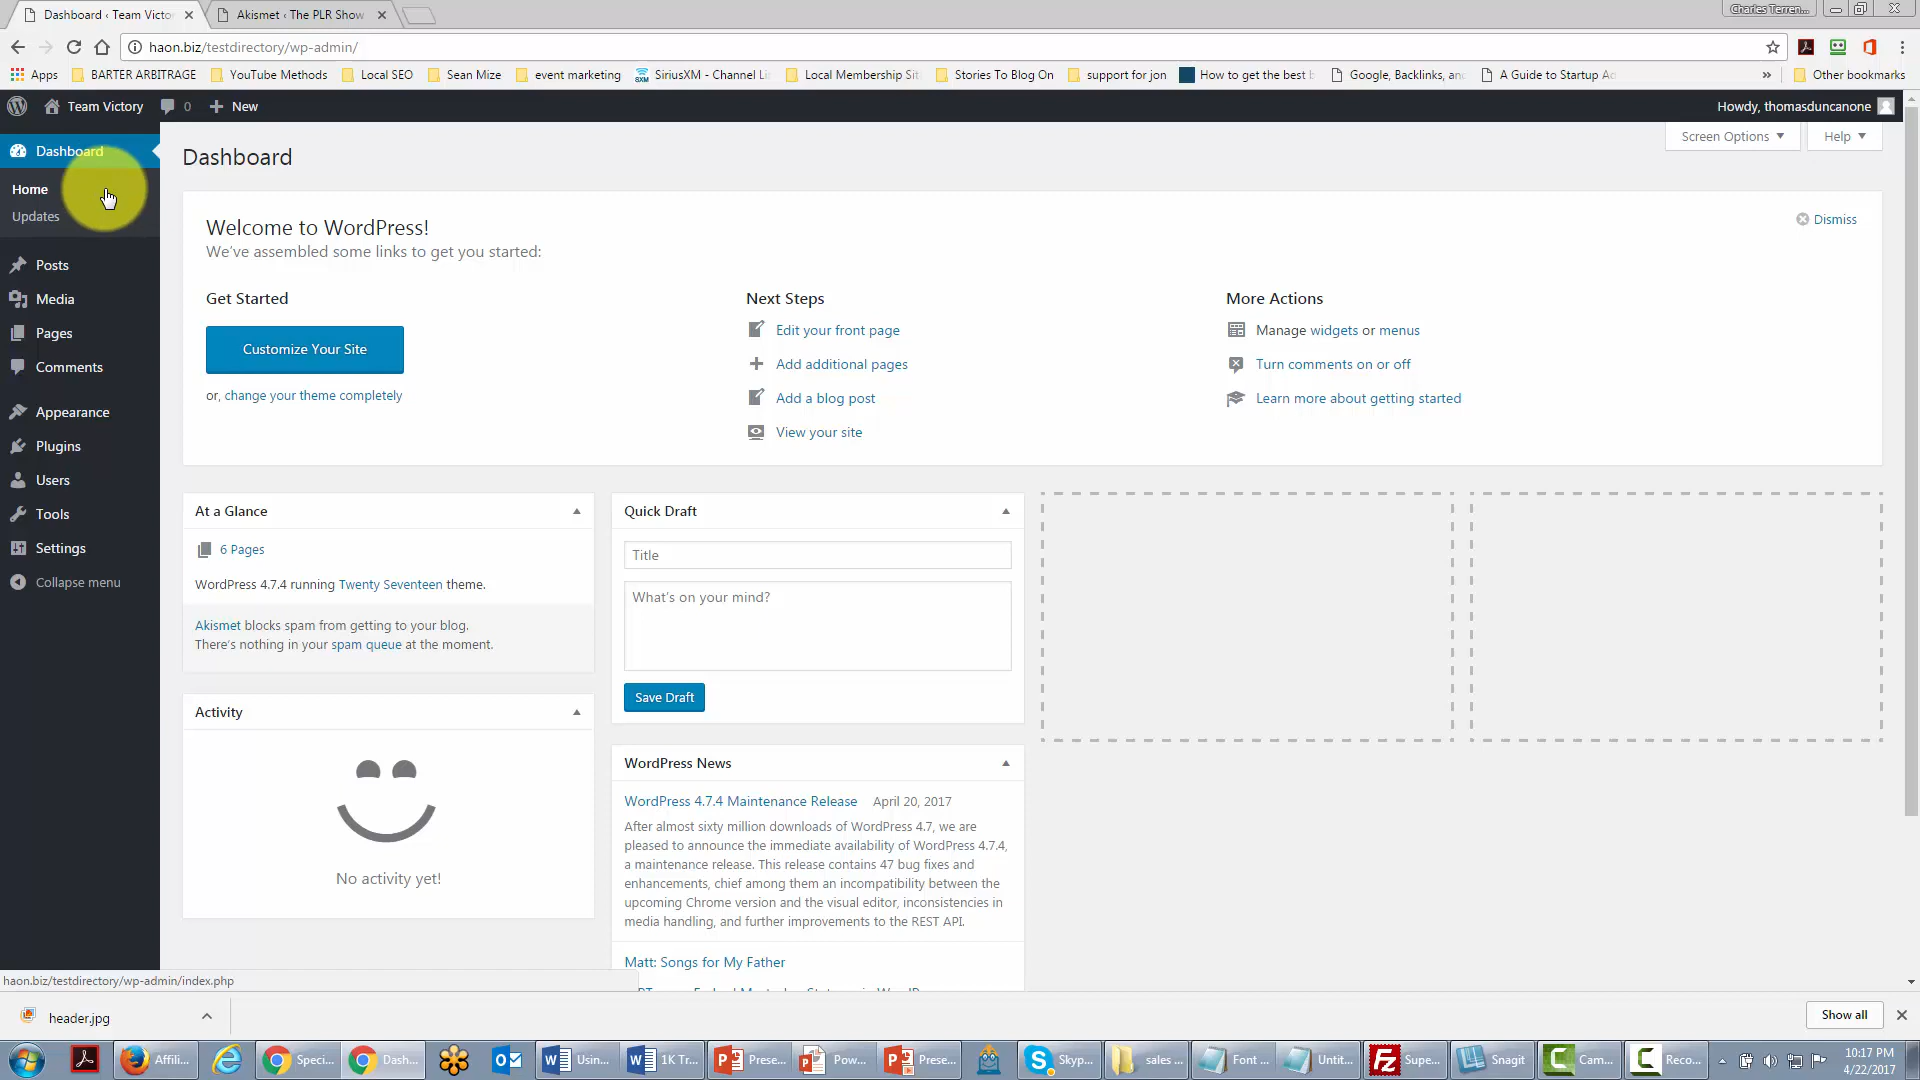 Dashboard ‹ Team Victo
Akismet ‹ The PLR Show
Charles Terren...
haon.biz/testdirectory/wp-admin/
Apps
BARTER ARBITRAGE
YouTube Methods
Local SEO
Sean Mize
event marketing
SiriusXM - Channel Li
Local Membership Sit
Stories To Blog On
support for jon
How to get the best b
Google, Backlinks, an
A Guide to Startup Ad
»
Other bookmarks
Team Victory
0
New
Howdy, thomasduncanone
Dashboard
Home
Updates
Posts
Media
Pages
Comments
Appearance
Plugins
Users
Tools
Settings
Collapse menu
Screen Options
Help
Dashboard
Welcome to WordPress!
We've assembled some links to get you started:
Dismiss
Get Started
Customize Your Site
or, change your theme completely
Next Steps
Edit your front page
Add additional pages
Add a blog post
View your site
More Actions
Manage widgets or menus
Turn comments on or off
Learn more about getting started
At a Glance
6 Pages
WordPress 4.7.4 running Twenty Seventeen theme.
Akismet blocks spam from getting to your blog.
There's nothing in your spam queue at the moment.
Activity
No activity yet!
Quick Draft
Title
What's on your mind?
Save Draft
WordPress News
WordPress 4.7.4 Maintenance Release April 20, 2017
After almost sixty million downloads of WordPress 4.7, we are
pleased to announce the immediate availability of WordPress 4.7.4,
a maintenance release. This release contains 47 bug fixes and
enhancements, chief among them an incompatibility between the
upcoming Chrome version and the visual editor, inconsistencies in
media handling, and further improvements to the REST API.
Matt: Songs for My Father
haon.biz/testdirectory/wp-admin/index.php
header.jpg
Show all
Affili...
Speci...
Dash...
Usin...
1K Tr...
Prese...
Pow...
Prese...
Skyp...
sales ...
Font ...
Untit...
Supe...
Snagit
Cam...
Reco...
10:17 PM
4/22/2017